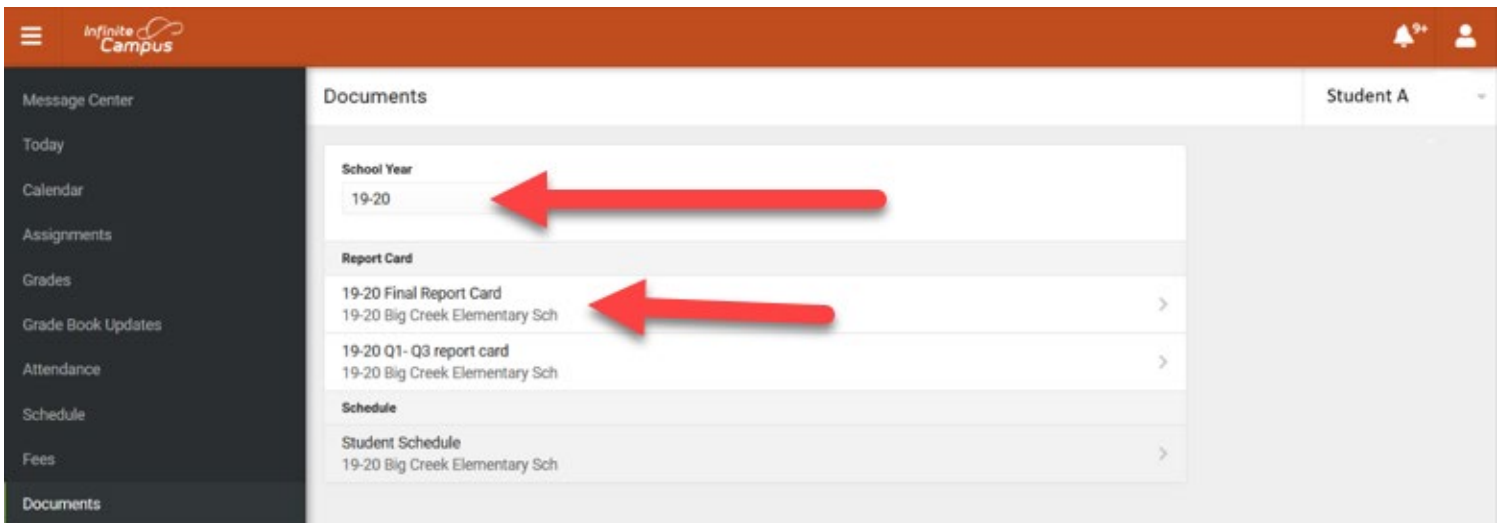 Infinite
Campus
9+
Message Center
Today
Calendar
Assignments
Grades
Grade Book Updates
Attendance
Schedule
Fees
Documents
Documents
Student A
School Year
19-20
Report Card
19-20 Final Report Card
19-20 Big Creek Elementary Sch
19-20 Q1- Q3 report card
19-20 Big Creek Elementary Sch
Schedule
Student Schedule
19-20 Big Creek Elementary Sch